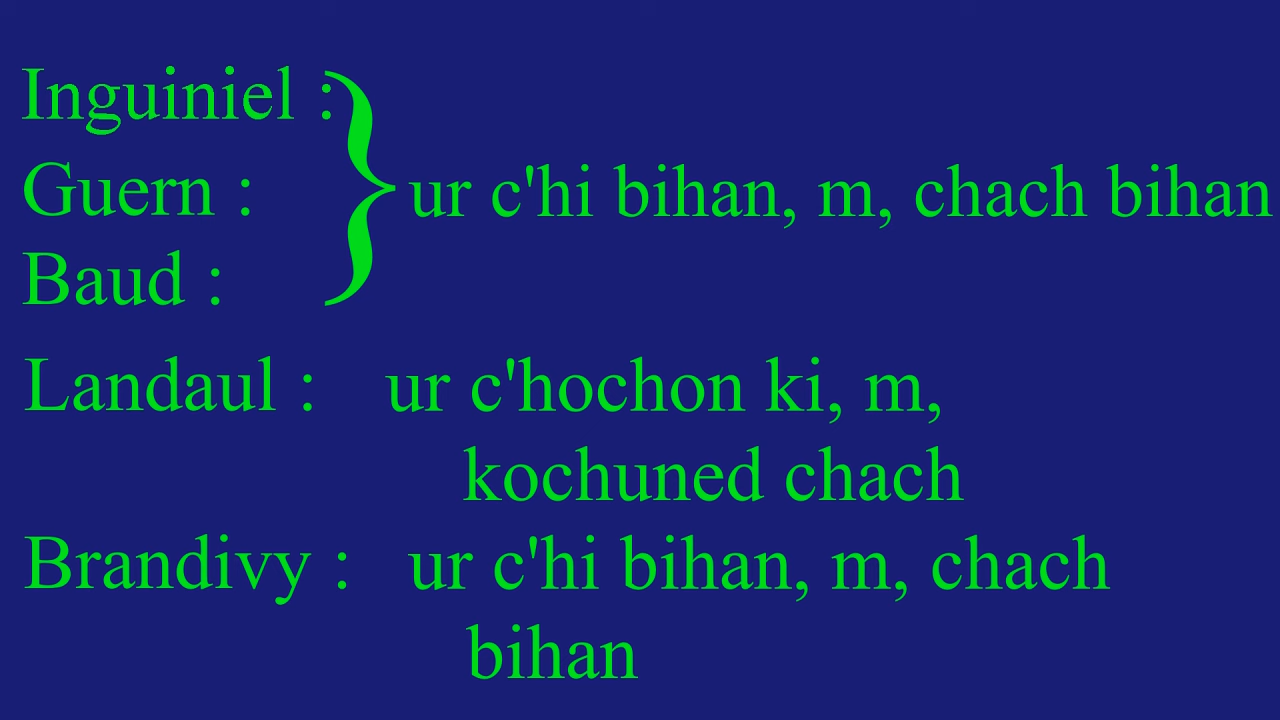 Inguiniel :
Guern :
ur c'hi bihan, m, chach bihan
Baud :
Landaul : ur c'hochon ki, m,
kochuned chach
Brandivy : ur c'hi bihan, m, chach
bihan